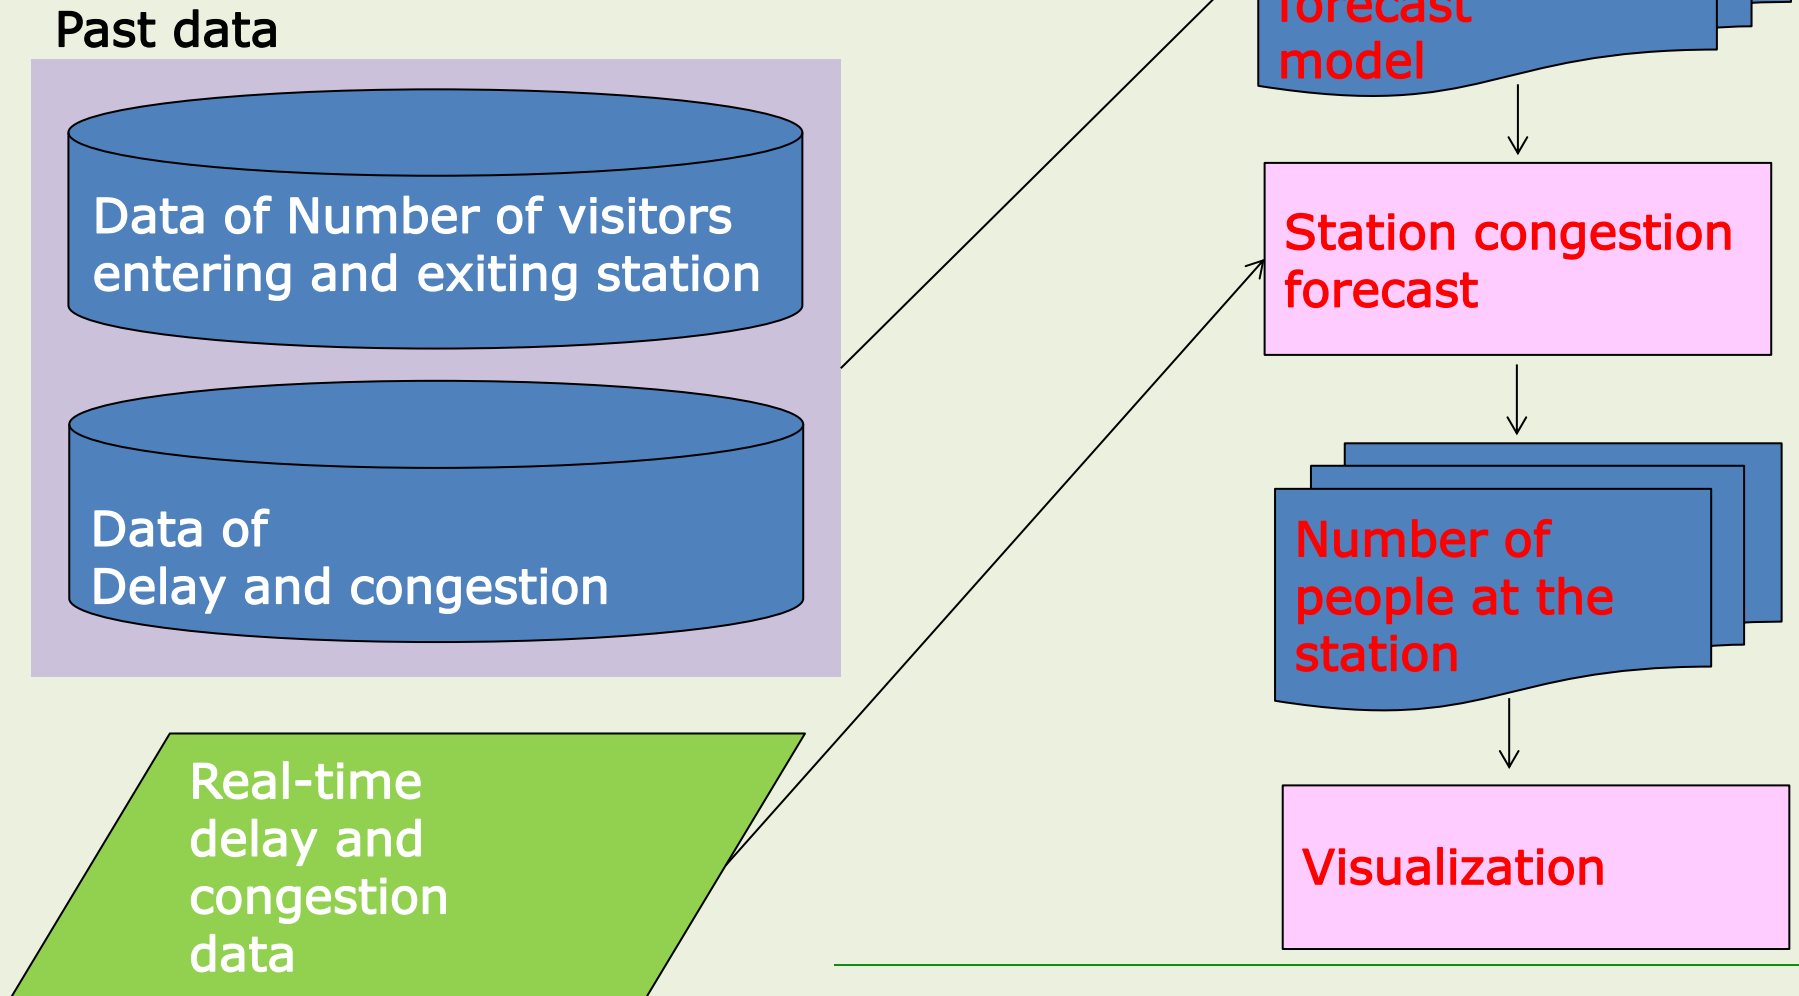 Past data
Data of Number of visitors
entering and exiting station
Data of
Delay and congestion
Real-time
delay and
congestion
data
forecast
model
Station congestion
forecast
Number of
people at the
station
Visualization